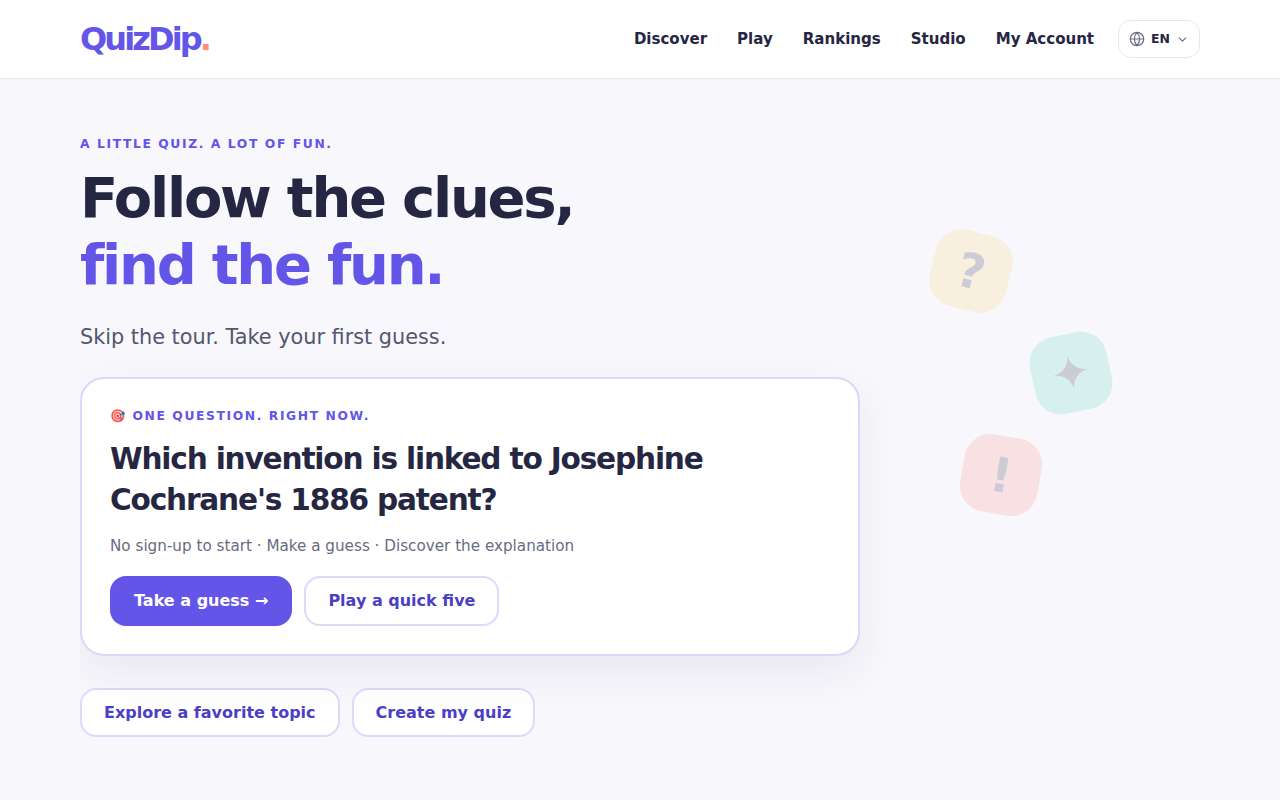 QuizDip.
Discover Play Rankings Studio My Account EN
A LITTLE QUIZ. A LOT OF FUN.
Follow the clues,
find the fun.
Skip the tour. Take your first guess.
🎯 ONE QUESTION. RIGHT NOW.
Which invention is linked to Josephine
Cochrane's 1886 patent?
No sign-up to start · Make a guess · Discover the explanation
Take a guess → Play a quick five
Explore a favorite topic Create my quiz
?
✦
!